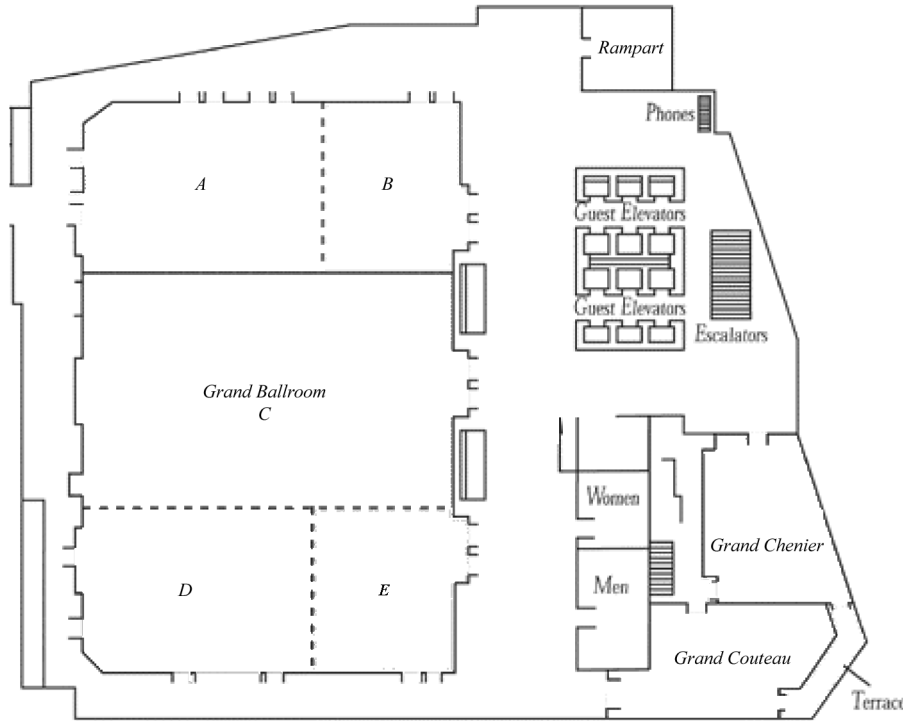 Rampart
Phones
A
B
Guest Elevators
Guest Elevators
Escalators
Grand Ballroom
C
Women
Grand Chenier
D
E
Men
Grand Couteau
Terrace